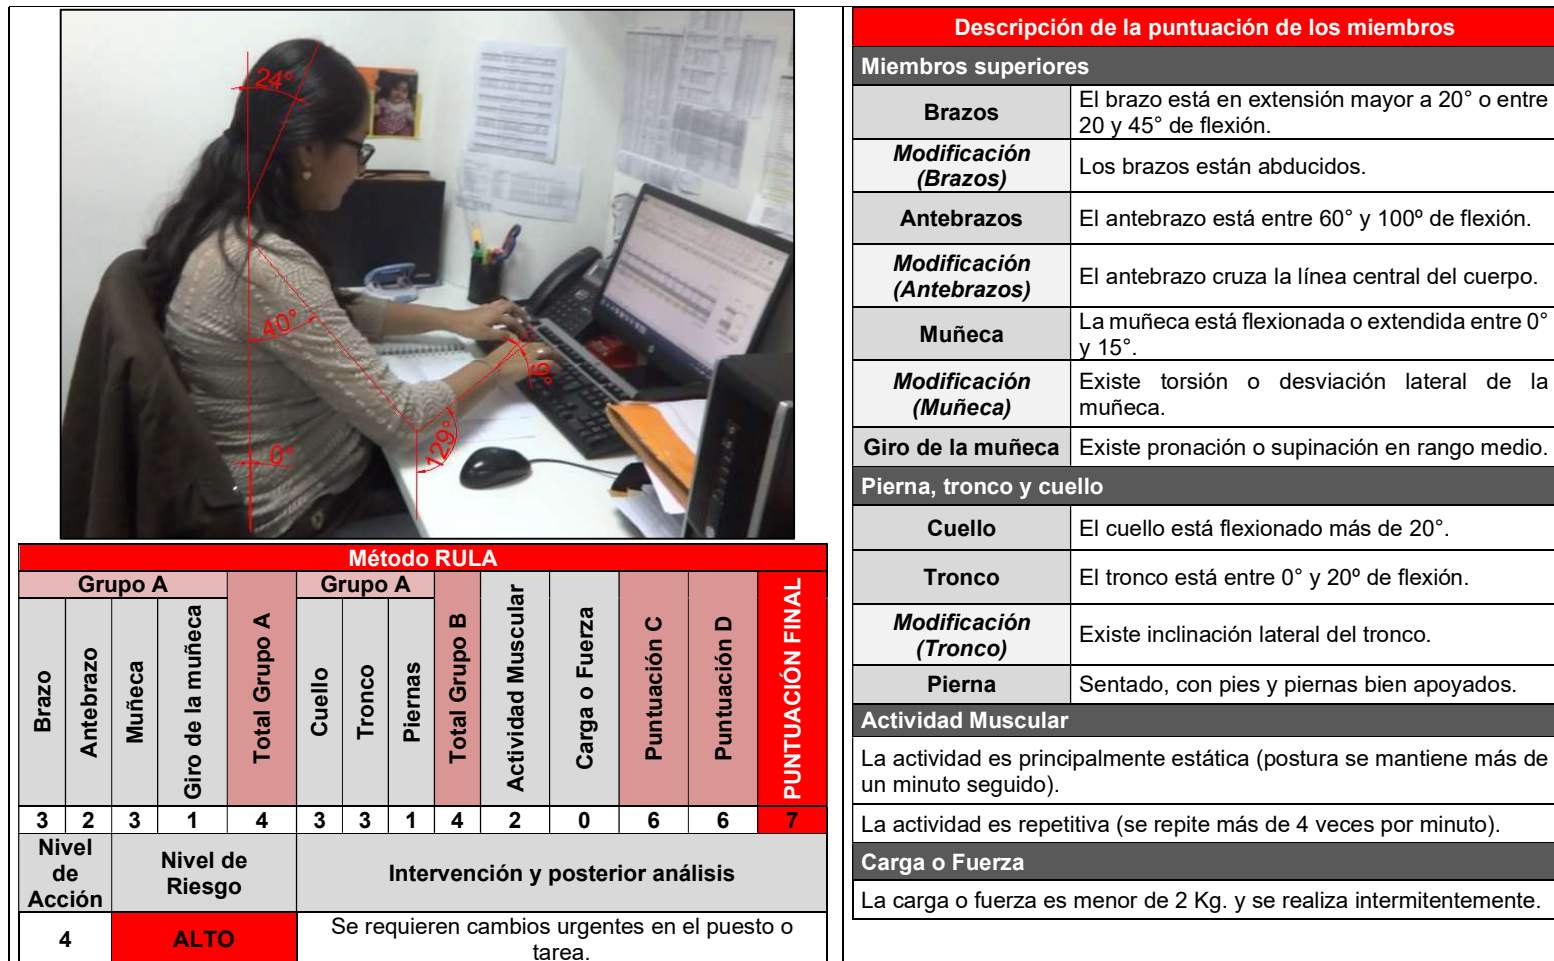 24°
40°
0°
129°
9°
Método RULA
Grupo A
Grupo A
Brazo
Antebrazo
Muñeca
Giro de la muñeca
Total Grupo A
Cuello
Tronco
Piernas
Total Grupo B
Actividad Muscular
Carga o Fuerza
Puntuación C
Puntuación D
PUNTUACIÓN FINAL
3 2 3 1 4 3 3 1 4 2 0 6 6 7
Nivel
de
Acción
Nivel de
Riesgo
Intervención y posterior análisis
4
ALTO
Se requieren cambios urgentes en el puesto o
tarea.
Descripción de la puntuación de los miembros
Miembros superiores
Brazos
El brazo está en extensión mayor a 20° o entre
20 y 45° de flexión.
Modificación
(Brazos)
Los brazos están abducidos.
Antebrazos
El antebrazo está entre 60° y 100º de flexión.
Modificación
(Antebrazos)
El antebrazo cruza la línea central del cuerpo.
Muñeca
La muñeca está flexionada o extendida entre 0°
y 15°.
Modificación
(Muñeca)
Existe torsión o desviación lateral de la
muñeca.
Giro de la muñeca
Existe pronación o supinación en rango medio.
Pierna, tronco y cuello
Cuello
El cuello está flexionado más de 20°.
Tronco
El tronco está entre 0° y 20º de flexión.
Modificación
(Tronco)
Existe inclinación lateral del tronco.
Pierna
Sentado, con pies y piernas bien apoyados.
Actividad Muscular
La actividad es principalmente estática (postura se mantiene más de
un minuto seguido).
La actividad es repetitiva (se repite más de 4 veces por minuto).
Carga o Fuerza
La carga o fuerza es menor de 2 Kg. y se realiza intermitentemente.